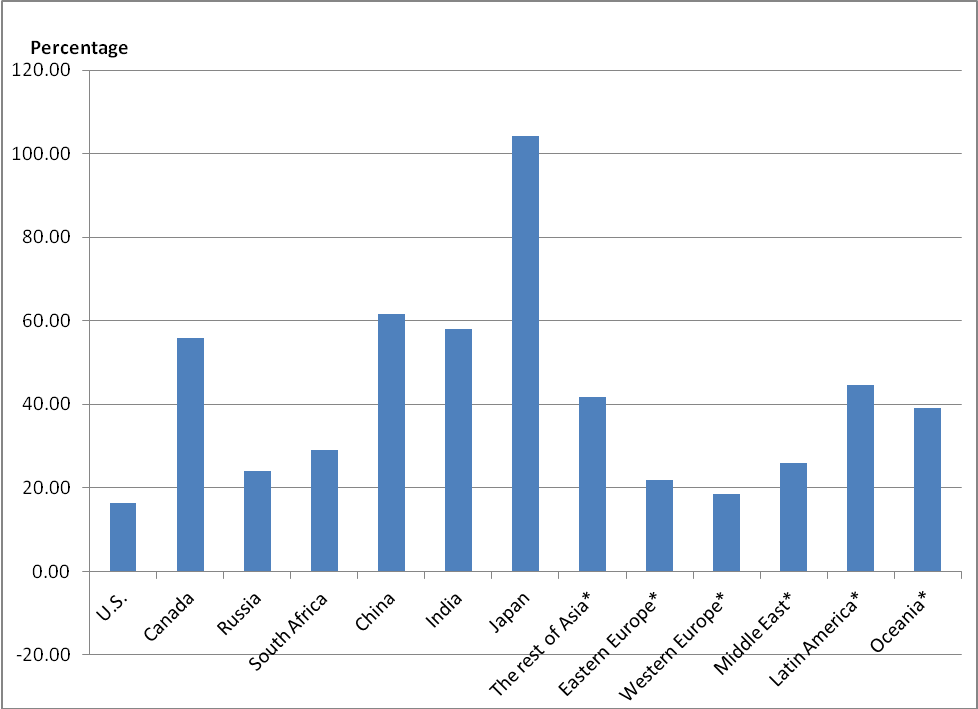 Percentage
120.00
100.00
80.00
60.00
40.00
20.00
0.00
-20.00
U.S.
Canada
Russia
South Africa
China
India
Japan
The rest of Asia*
Eastern Europe*
Western Europe*
Middle East*
Latin America*
Oceania*